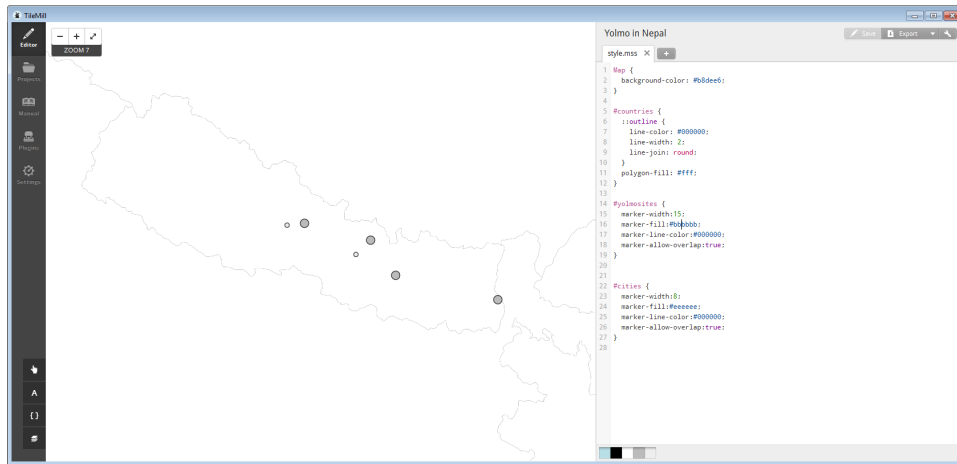 TileMill
Editor
Projects
Manual
Plugins
Settings
A
{ }
− + 
ZOOM 7
Yolmo in Nepal
Save
Export
style.mss × +
1 Map {
2 background-color: #b8dee6;
3 }
4
5 #countries {
6 ::outline {
7 line-color: #000000;
8 line-width: 2;
9 line-join: round;
10 }
11 polygon-fill: #fff;
12 }
13
14 #yolmosites {
15 marker-width:15;
16 marker-fill:#bbbbbb;
17 marker-line-color:#000000;
18 marker-allow-overlap:true;
19 }
20
21
22 #cities {
23 marker-width:8;
24 marker-fill:#eeeeee;
25 marker-line-color:#000000;
26 marker-allow-overlap:true;
27 }
28